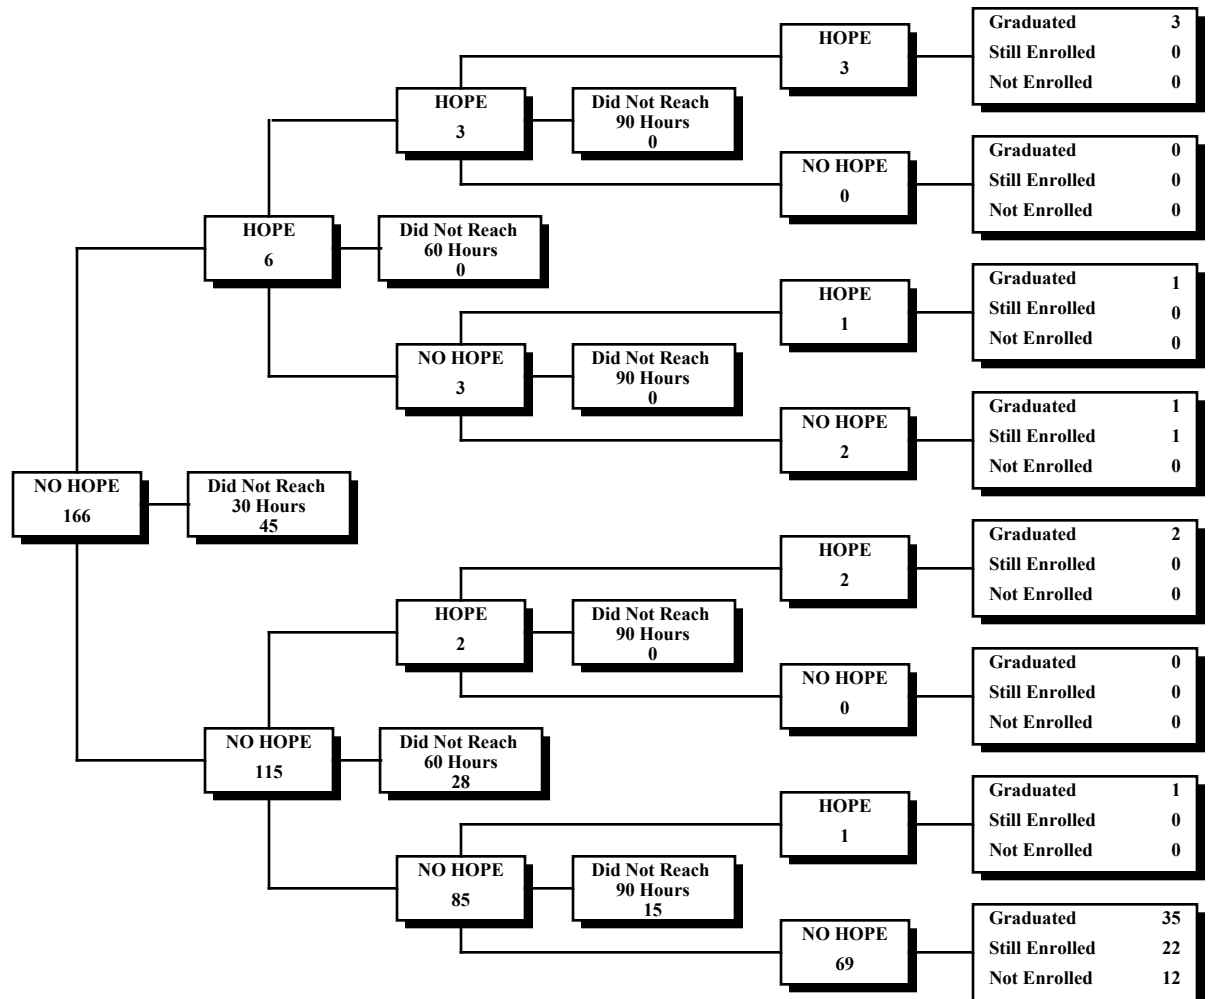 Graduated 3
Still Enrolled 0
Not Enrolled 0
HOPE
3
HOPE
3
Did Not Reach
90 Hours
0
NO HOPE
0
Graduated 0
Still Enrolled 0
Not Enrolled 0
HOPE
6
Did Not Reach
60 Hours
0
HOPE
1
Graduated 1
Still Enrolled 0
Not Enrolled 0
NO HOPE
3
Did Not Reach
90 Hours
0
NO HOPE
2
Graduated 1
Still Enrolled 1
Not Enrolled 0
NO HOPE
166
Did Not Reach
30 Hours
45
HOPE
2
Graduated 2
Still Enrolled 0
Not Enrolled 0
HOPE
2
Did Not Reach
90 Hours
0
NO HOPE
0
Graduated 0
Still Enrolled 0
Not Enrolled 0
NO HOPE
115
Did Not Reach
60 Hours
28
HOPE
1
Graduated 1
Still Enrolled 0
Not Enrolled 0
NO HOPE
85
Did Not Reach
90 Hours
15
NO HOPE
69
Graduated 35
Still Enrolled 22
Not Enrolled 12